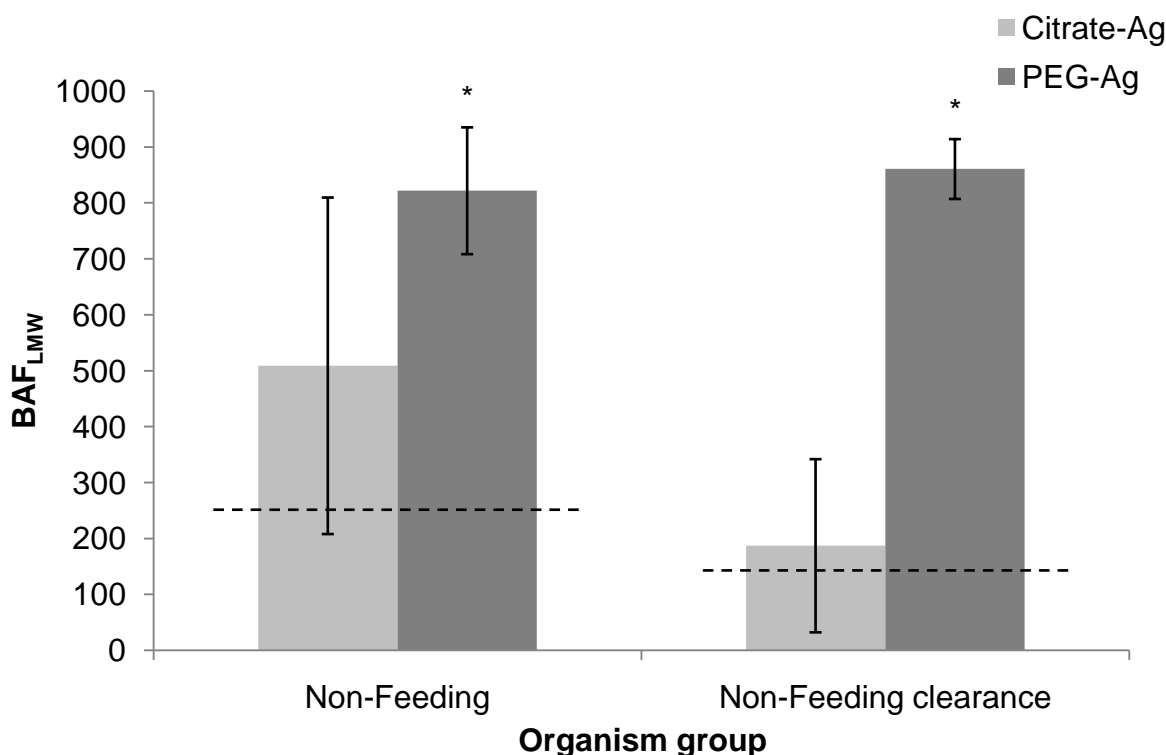 Citrate-Ag
PEG-Ag
1000
900
800
700
600
500
400
300
200
100
0
BAF_LMW
*
*
Non-Feeding
Non-Feeding clearance
Organism group